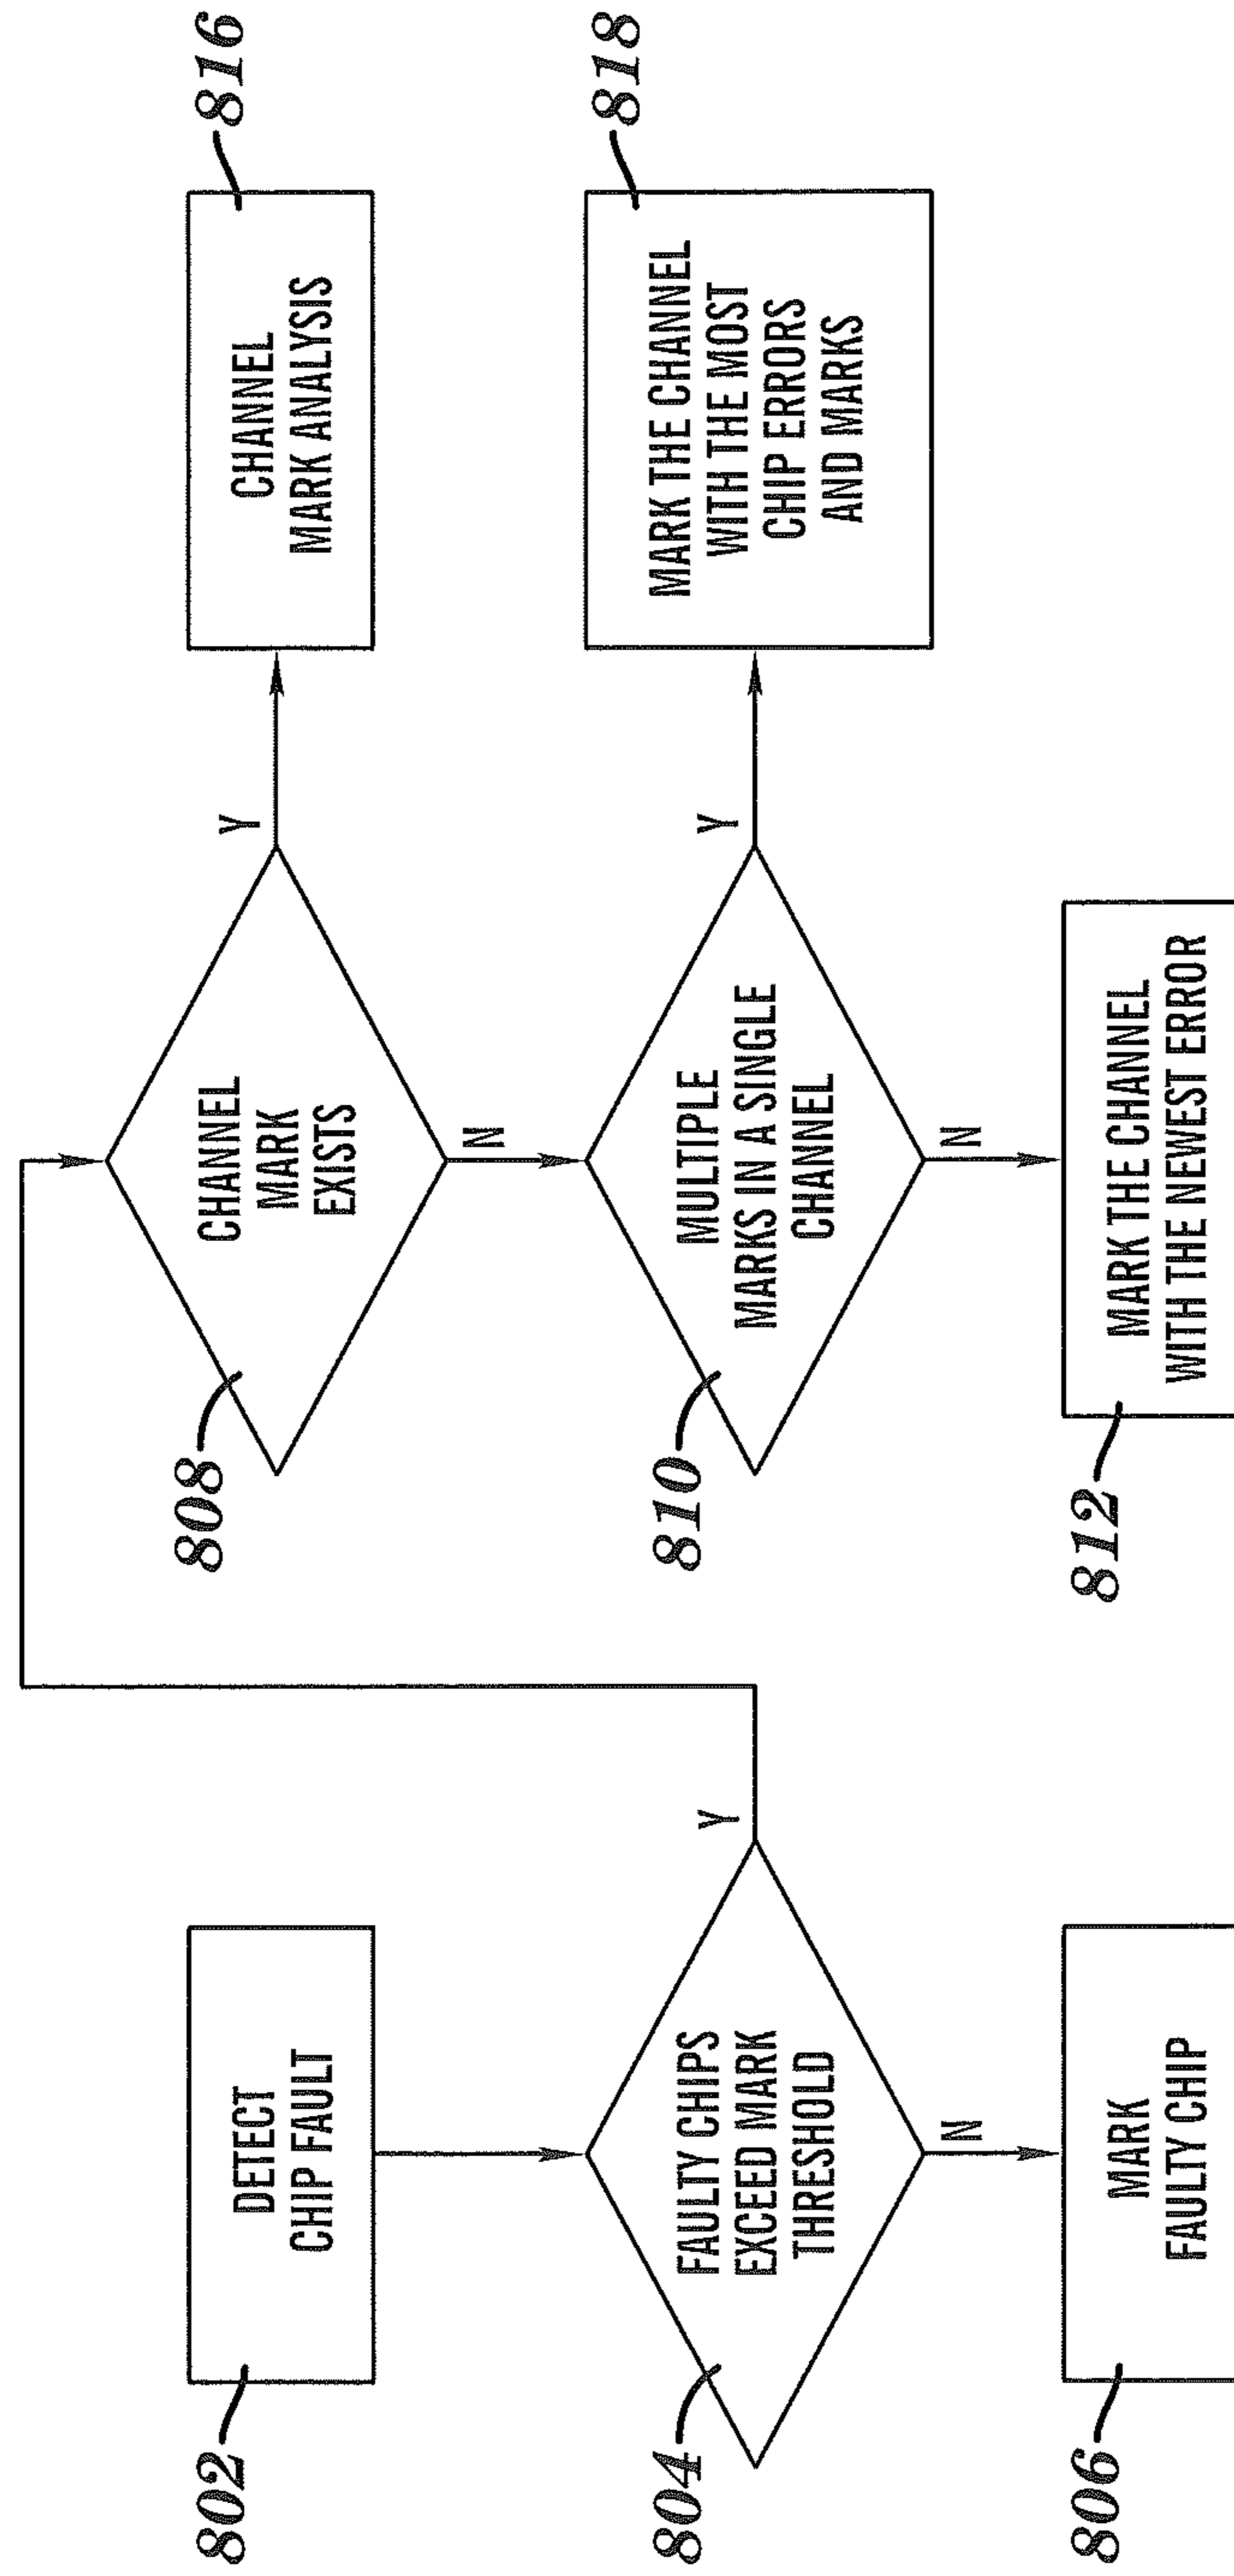 802
DETECT
CHIP FAULT
804
FAULTY CHIPS
EXCEED MARK
THRESHOLD
Y
N
806
MARK
FAULTY CHIP
808
CHANNEL
MARK
EXISTS
Y
N
816
CHANNEL
MARK ANALYSIS
810
MULTIPLE
MARKS IN A SINGLE
CHANNEL
Y
N
818
MARK THE CHANNEL
WITH THE MOST
CHIP ERRORS
AND MARKS
812
MARK THE CHANNEL
WITH THE NEWEST ERROR